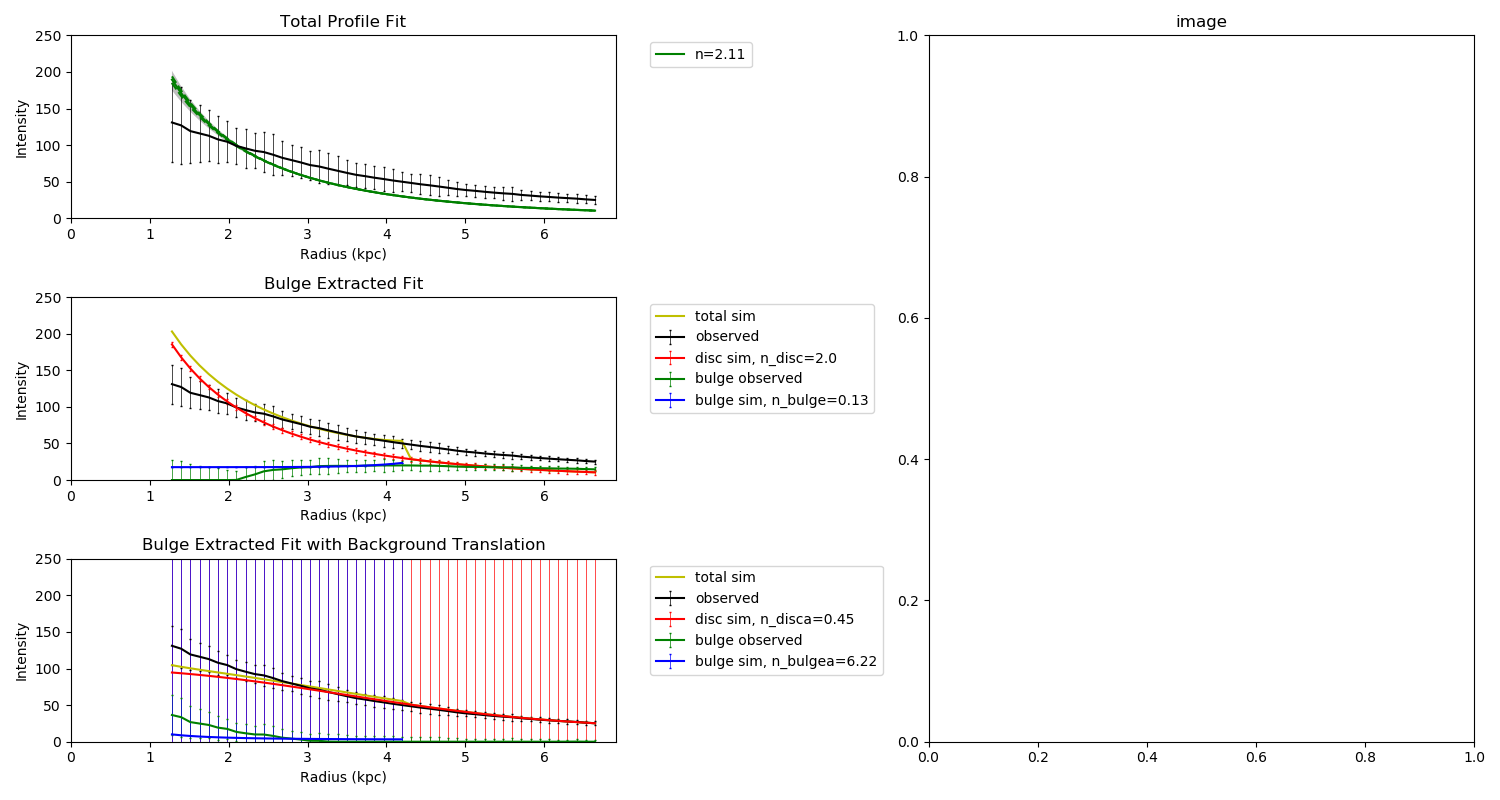 Total Profile Fit
250
200
150
100
50
0
Intensity
0 1 2 3 4 5 6
Radius (kpc)
n=2.11
Bulge Extracted Fit
250
200
150
100
50
0
Intensity
0 1 2 3 4 5 6
Radius (kpc)
total sim
observed
disc sim, n_disc=2.0
bulge observed
bulge sim, n_bulge=0.13
Bulge Extracted Fit with Background Translation
250
200
150
100
50
0
Intensity
0 1 2 3 4 5 6
Radius (kpc)
total sim
observed
disc sim, n_disca=0.45
bulge observed
bulge sim, n_bulgea=6.22
image
1.0
0.8
0.6
0.4
0.2
0.0
0.0 0.2 0.4 0.6 0.8 1.0